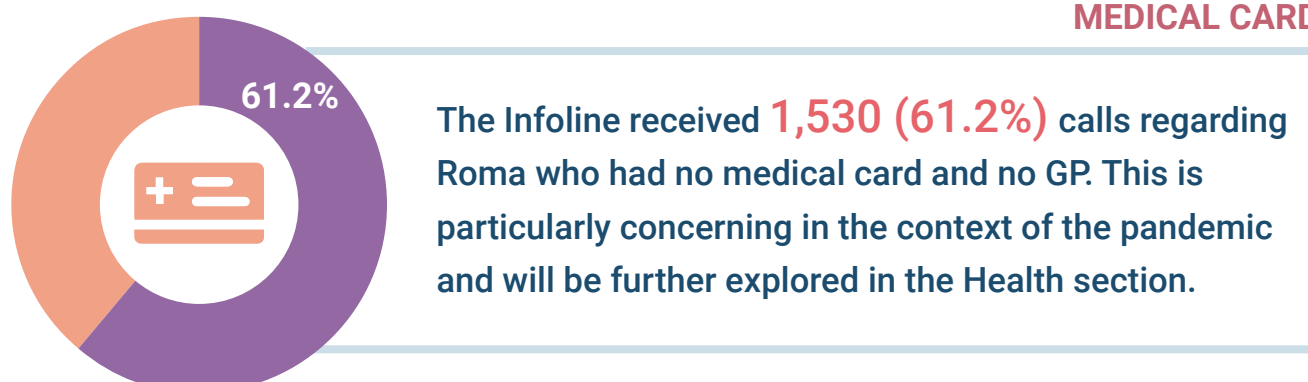 MEDICAL CARD
61.2%
The Infoline received 1,530 (61.2%) calls regarding
Roma who had no medical card and no GP. This is
particularly concerning in the context of the pandemic
and will be further explored in the Health section.